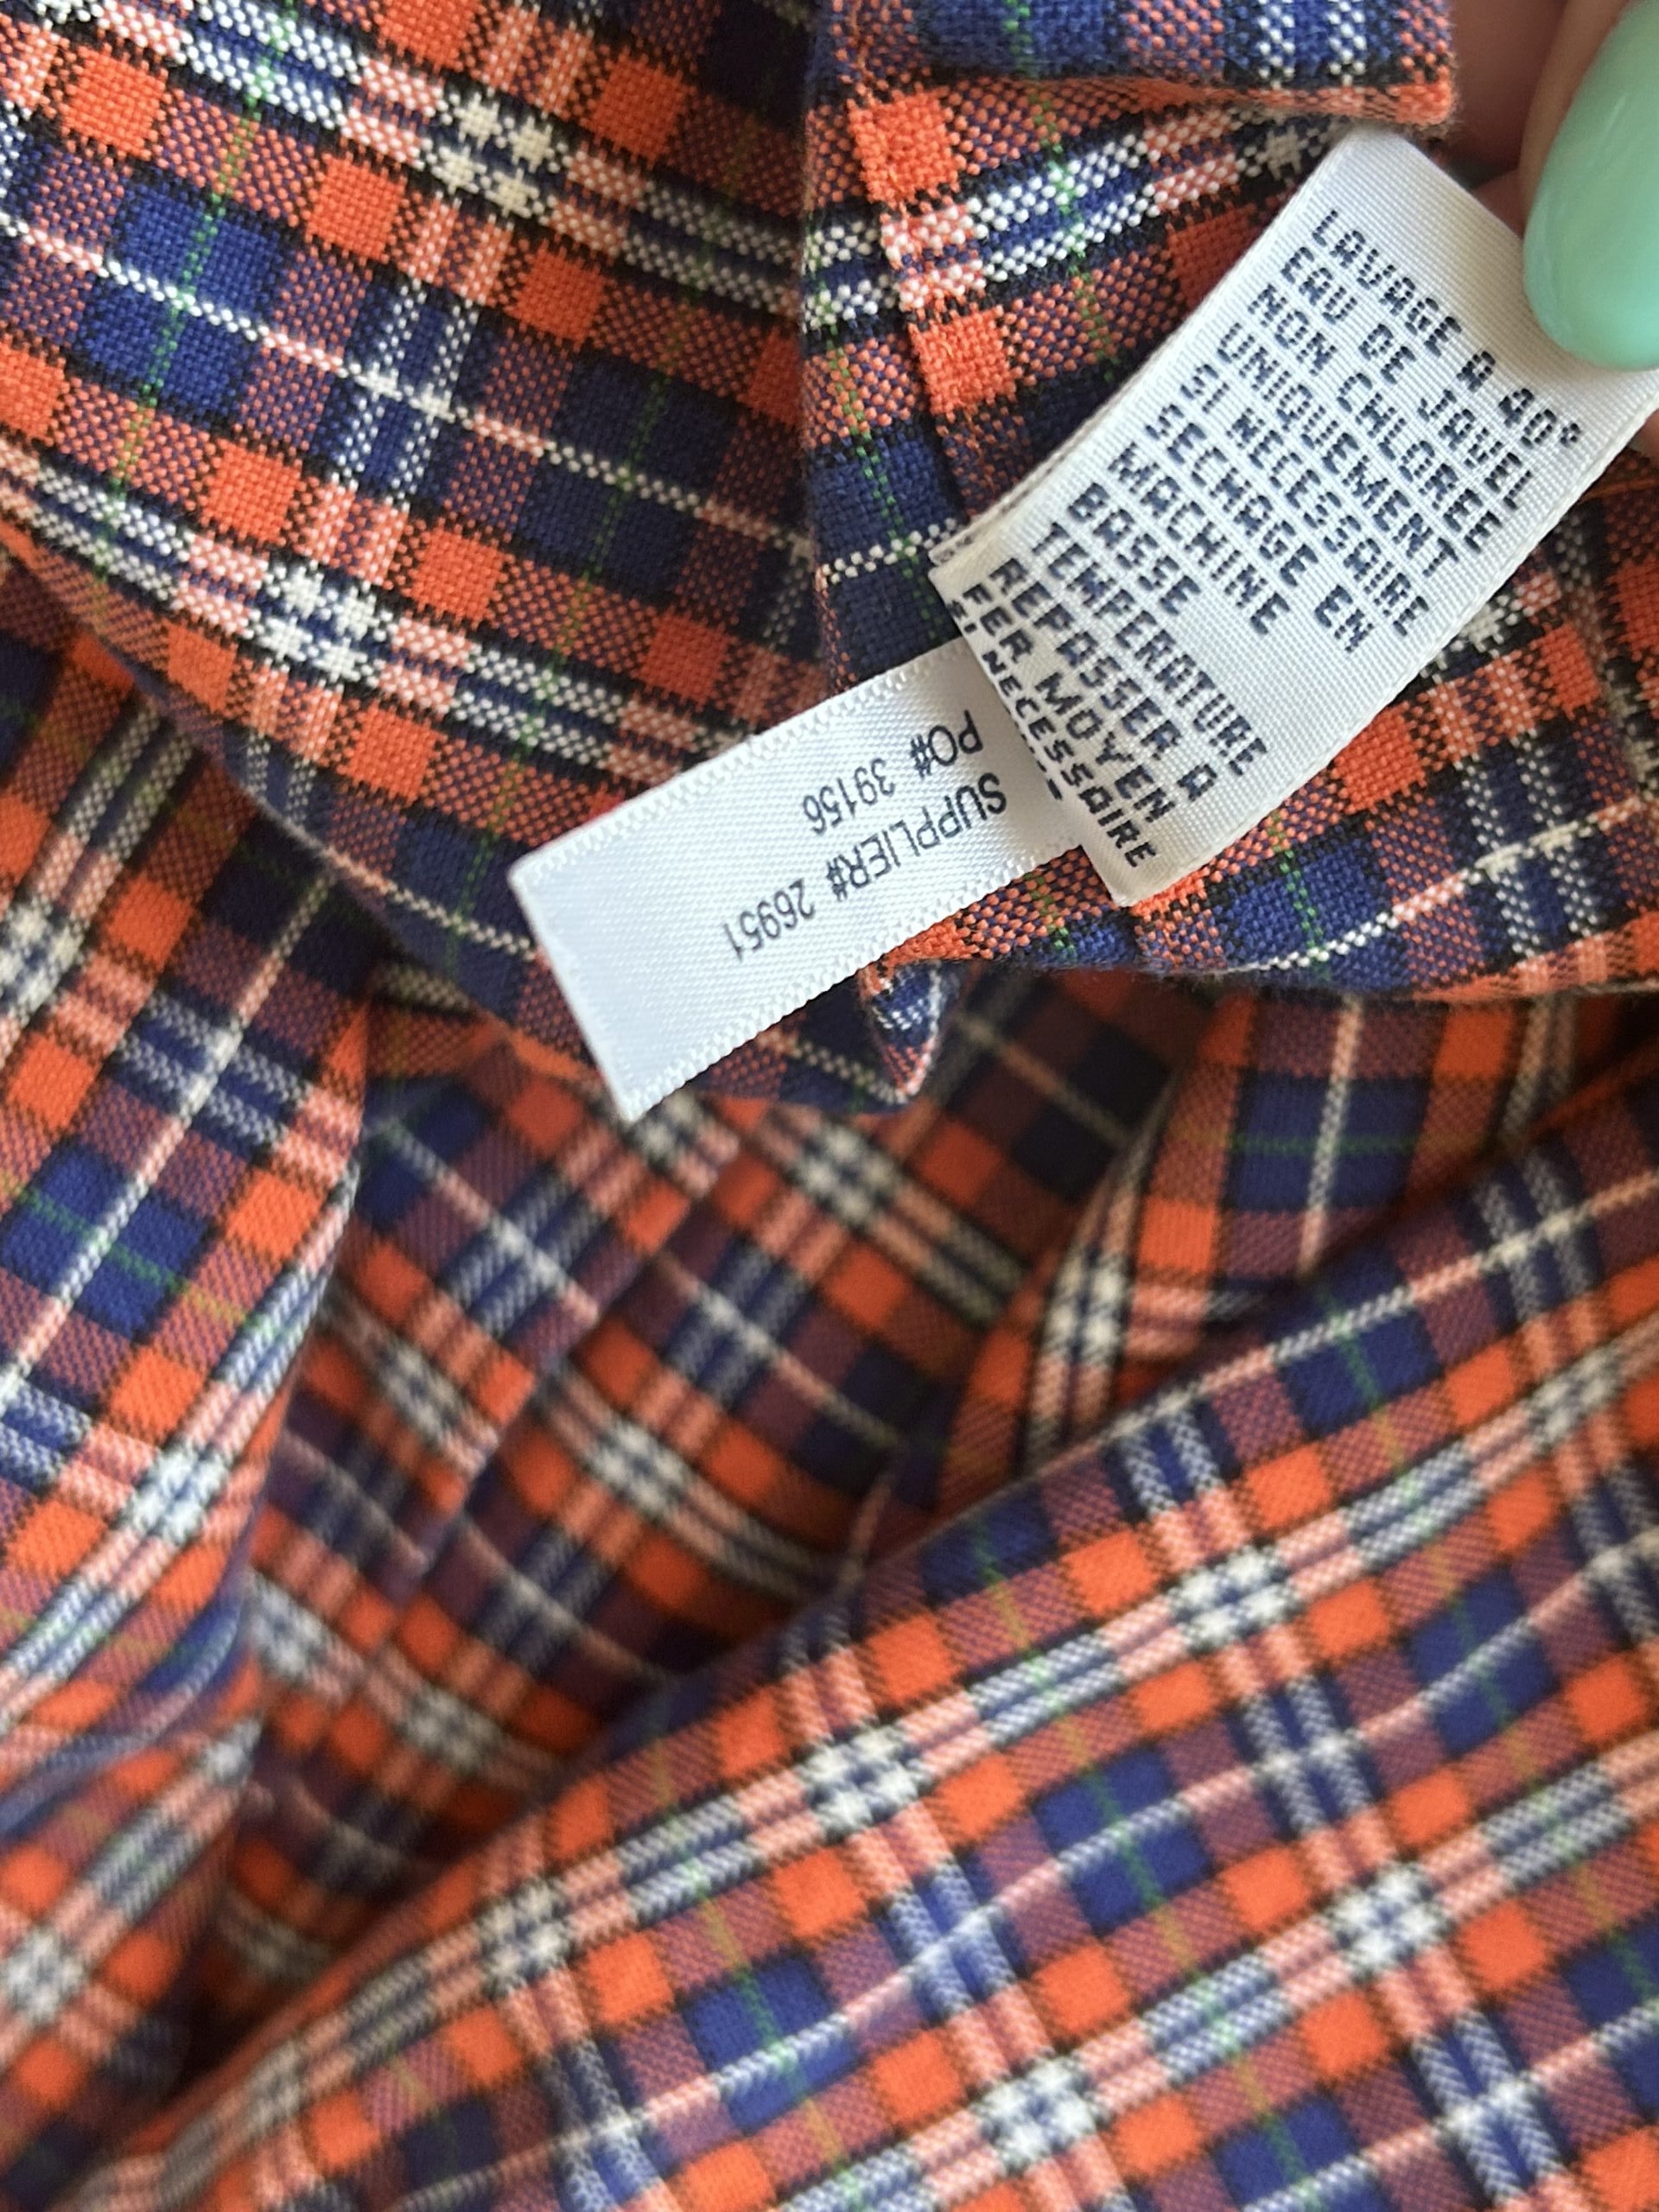 LAVAGE A 40°
EAU DE JAVEL
NON CHLOREE
UNIQUEMENT
SI NECESSAIRE
SECHAGE EN
MACHINE
BASSE
TEMPERATURE
REPASSER A
FER MOYEN
SI NECESSAIRE
SUPPLIER# 26951
PO# 39156